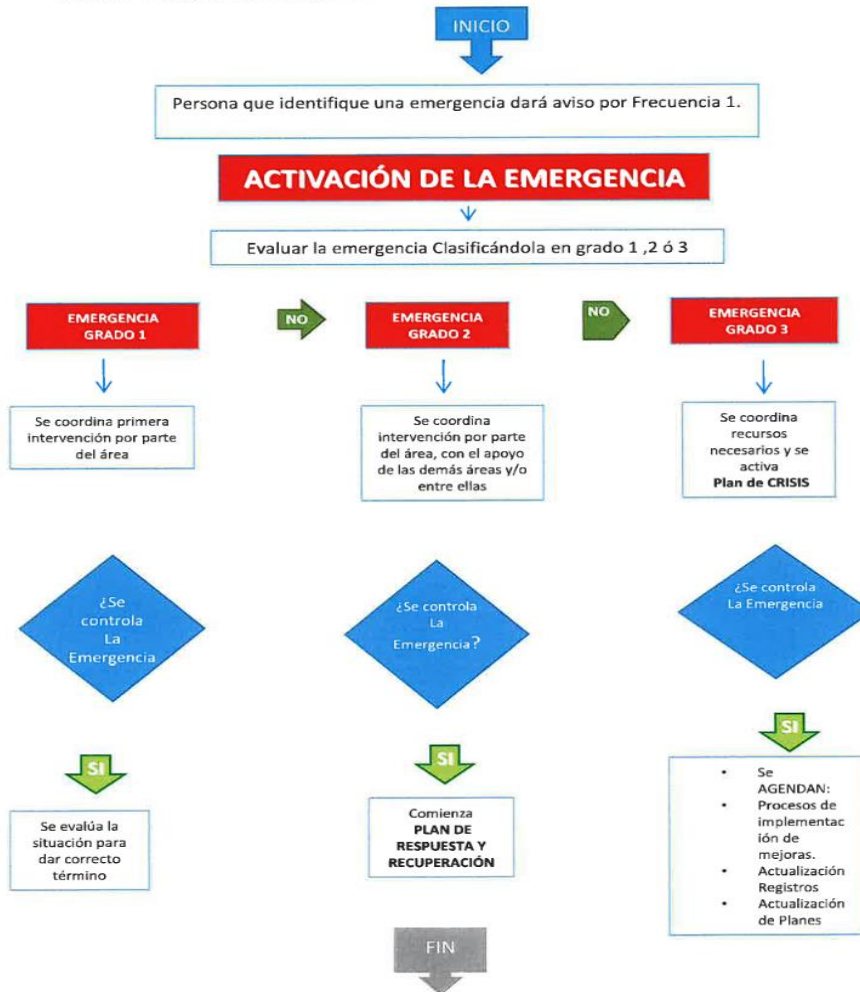 INICIO
Persona que identifique una emergencia dará aviso por Frecuencia 1.
ACTIVACIÓN DE LA EMERGENCIA
Evaluar la emergencia Clasificándola en grado 1 ,2 ó 3
EMERGENCIA
GRADO 1
NO
EMERGENCIA
GRADO 2
NO
EMERGENCIA
GRADO 3
Se coordina primera
intervención por parte
del área
Se coordina
intervención por parte
del área, con el apoyo
de las demás áreas y/o
entre ellas
Se coordina
recursos
necesarios y se
activa
Plan de CRISIS
¿Se
controla
La
Emergencia
¿Se controla
La
Emergencia?
¿Se controla
La Emergencia
SI
SI
SI
Se evalúa la
situación para
dar correcto
término
Comienza
PLAN DE
RESPUESTA Y
RECUPERACIÓN
• Se
AGENDAN:
• Procesos de
implementac
ión de
mejoras.
• Actualización
Registros
• Actualización
de Planes
FIN